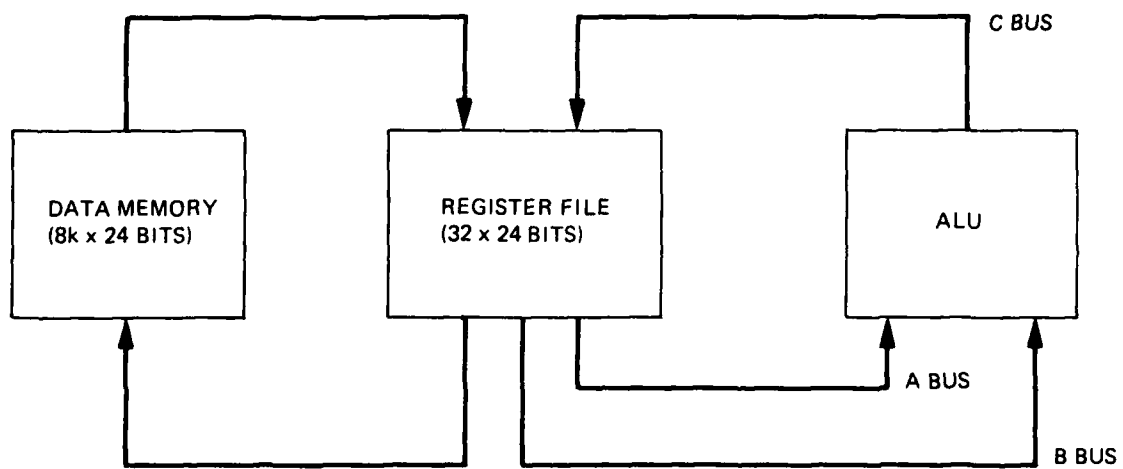 C BUS
DATA MEMORY
(8k x 24 BITS)
REGISTER FILE
(32 x 24 BITS)
ALU
A BUS
B BUS